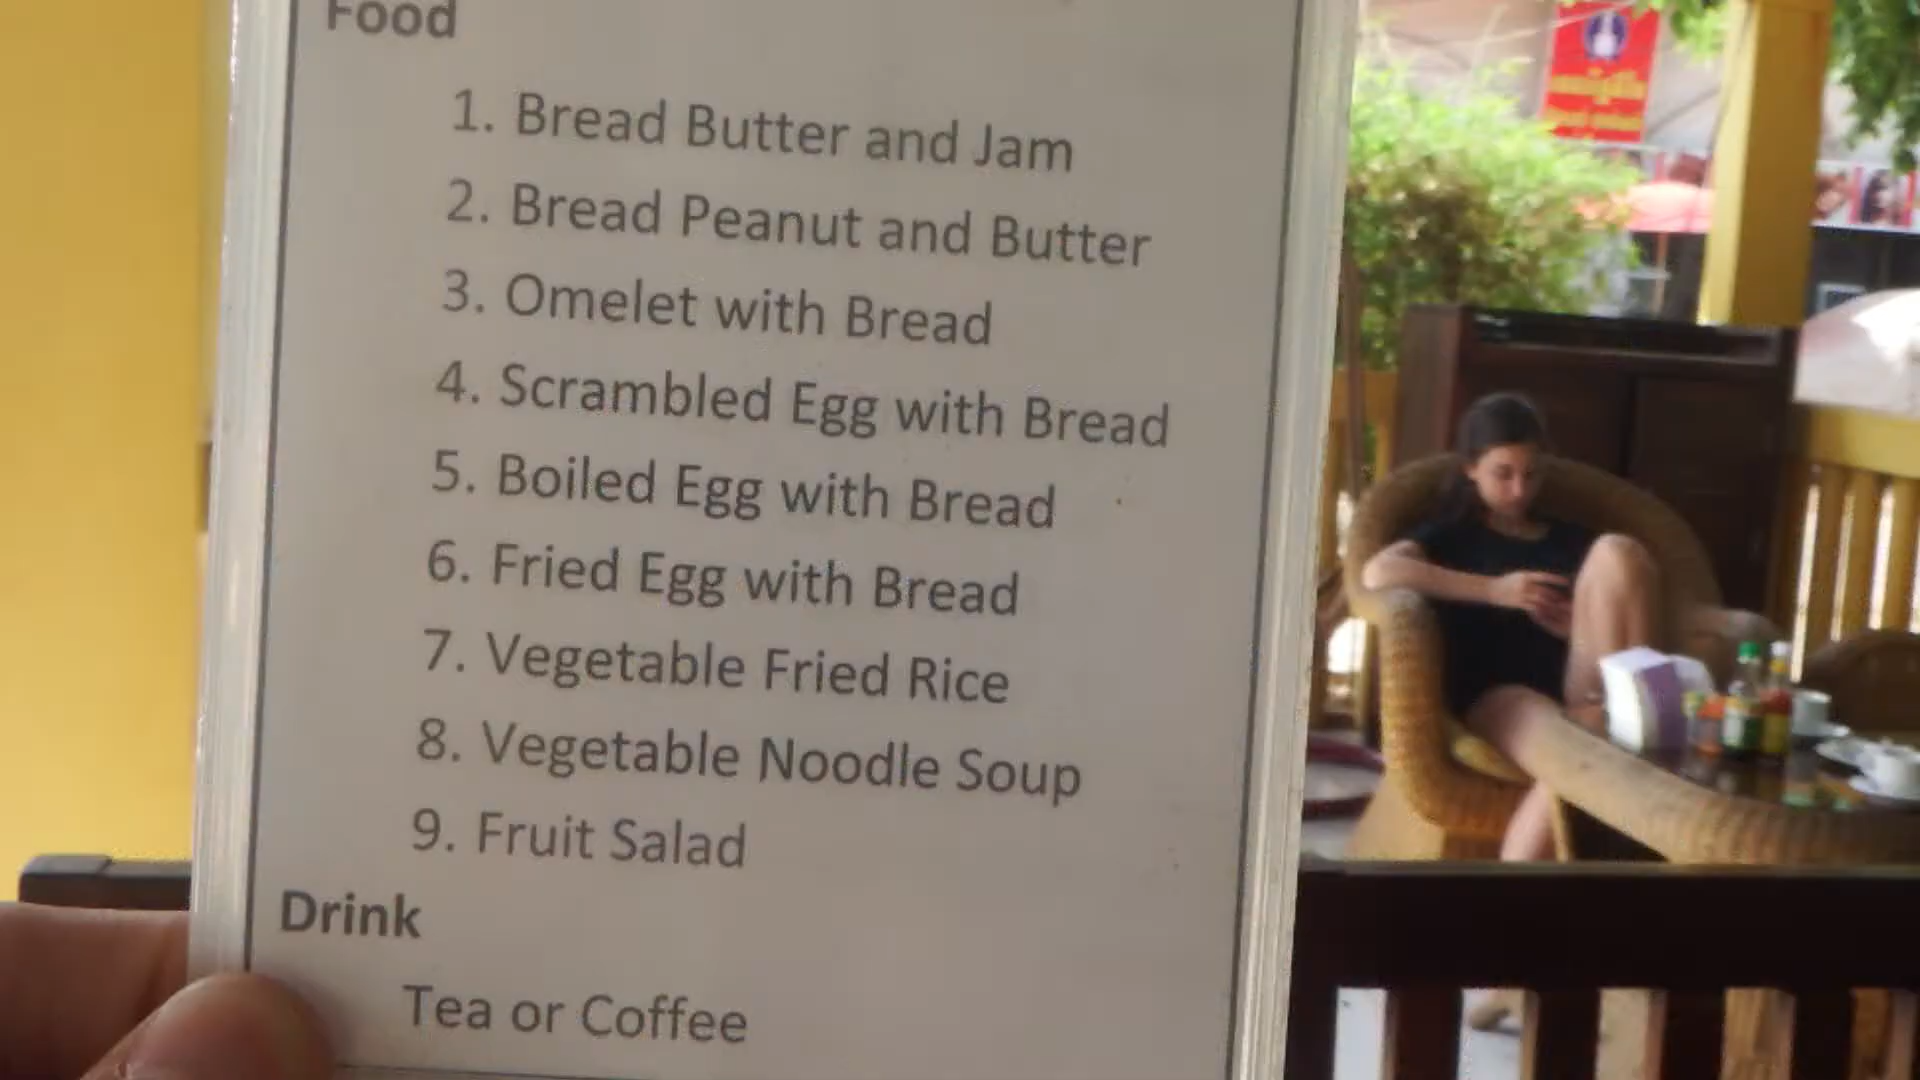 Food
1. Bread Butter and Jam
2. Bread Peanut and Butter
3. Omelet with Bread
4. Scrambled Egg with Bread
5. Boiled Egg with Bread
6. Fried Egg with Bread
7. Vegetable Fried Rice
8. Vegetable Noodle Soup
9. Fruit Salad
Drink
Tea or Coffee